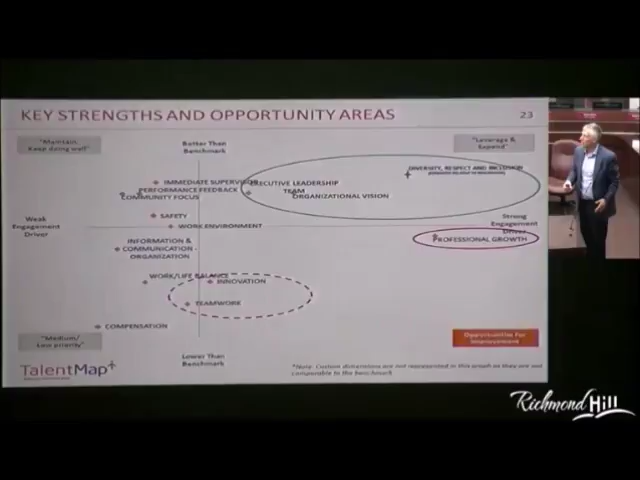 KEY STRENGTHS AND OPPORTUNITY AREAS
23
"Maintain,
Keep doing well"
Better Than
Benchmark
"Leverage &
Expand"
DIVERSITY, RESPECT AND INCLUSION
IMMEDIATE SUPERVISOR
EXECUTIVE LEADERSHIP
TEAM
PERFORMANCE FEEDBACK
COMMUNITY FOCUS
ORGANIZATIONAL VISION
SAFETY
WORK ENVIRONMENT
Weak
Engagement
Driver
Strong
Engagement
Driver
PROFESSIONAL GROWTH
INFORMATION &
COMMUNICATION -
ORGANIZATION
WORK/LIFE BALANCE
INNOVATION
TEAMWORK
COMPENSATION
"Medium/
Low priority"
Opportunities For
Improvement
Lower Than
Benchmark
TalentMap
*Note: Custom dimensions are not represented in this graph as they are not
comparable to the benchmark
Richmond Hill